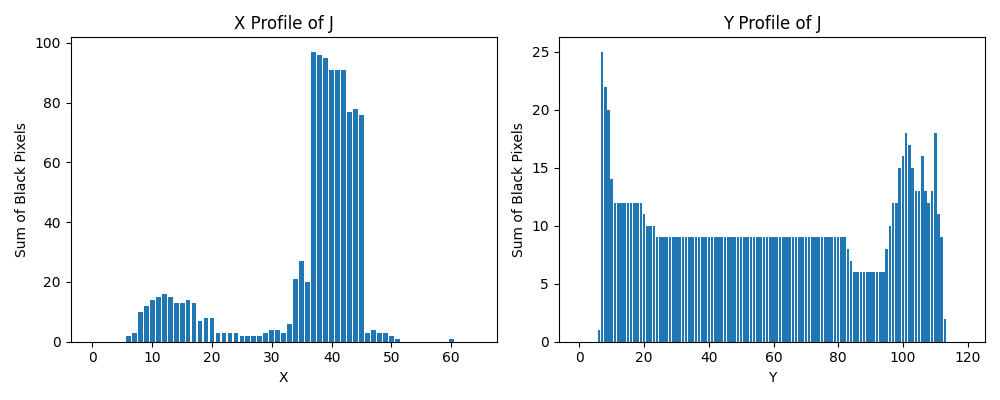 X Profile of J
Sum of Black Pixels
100
80
60
40
20
0
0 10 20 30 40 50 60
X
Y Profile of J
Sum of Black Pixels
25
20
15
10
5
0
0 20 40 60 80 100 120
Y